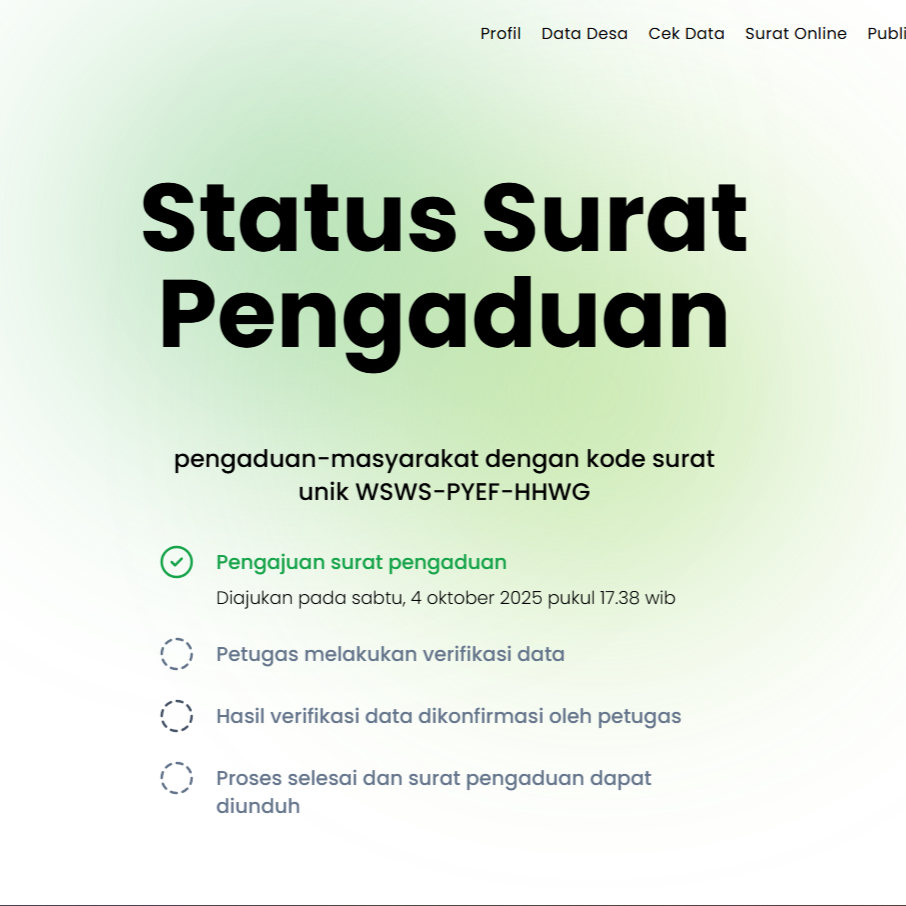 Profil Data Desa Cek Data Surat Online Publi
Status Surat
Pengaduan
pengaduan-masyarakat dengan kode surat
unik WSWS-PYEF-HHWG
Pengajuan surat pengaduan
Diajukan pada sabtu, 4 oktober 2025 pukul 17.38 wib
Petugas melakukan verifikasi data
Hasil verifikasi data dikonfirmasi oleh petugas
Proses selesai dan surat pengaduan dapat
diunduh